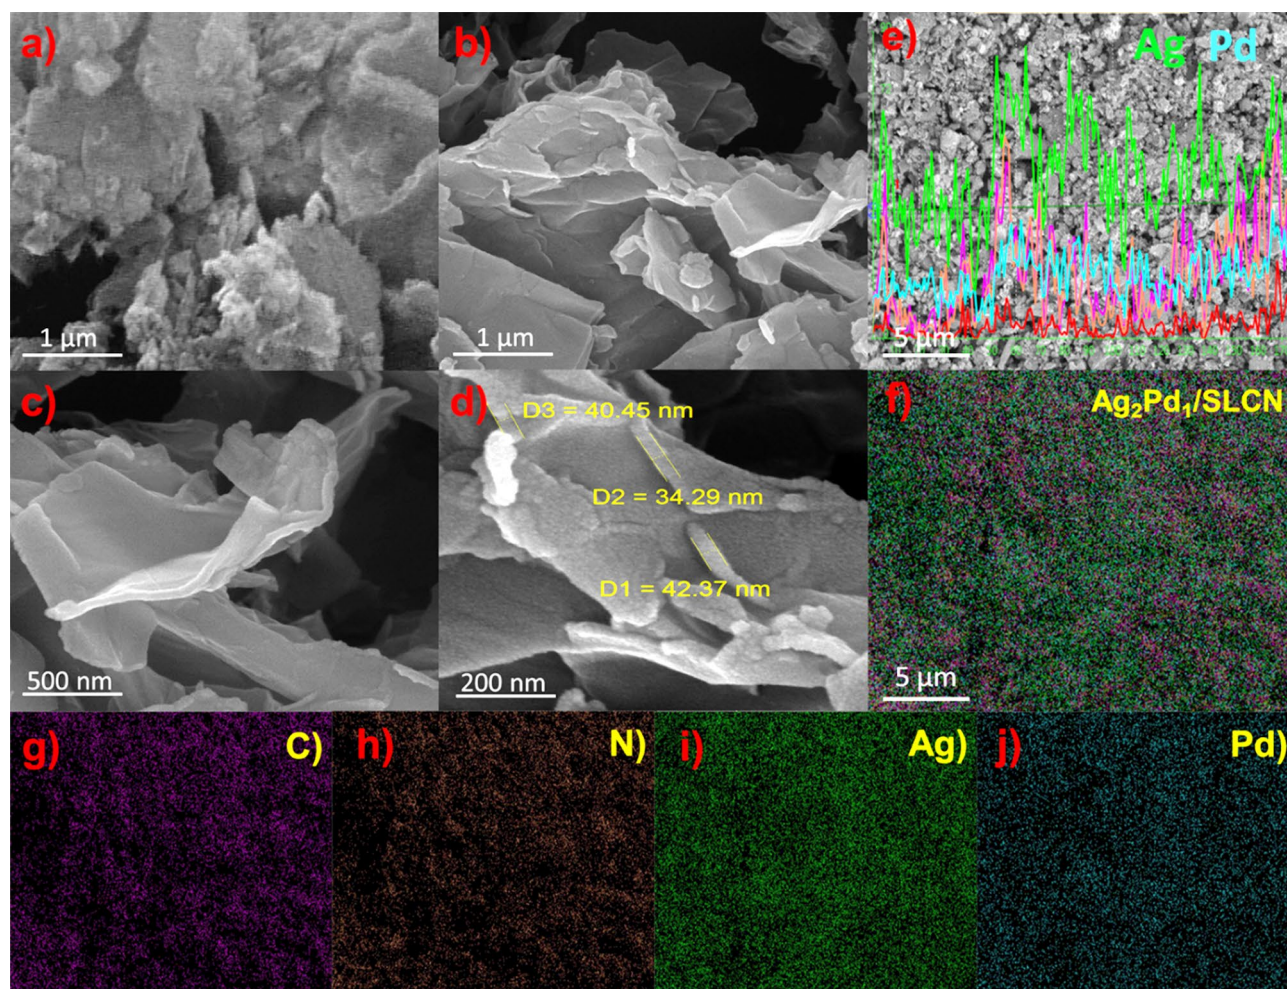 a)
1 μm
b)
1 μm
e)
Ag Pd
5 μm
c)
500 nm
d)
D3 = 40.45 nm
D2 = 34.29 nm
D1 = 42.37 nm
200 nm
f)
Ag₂Pd₁/SLCN
5 μm
g)
C)
h)
N)
i)
Ag)
j)
Pd)